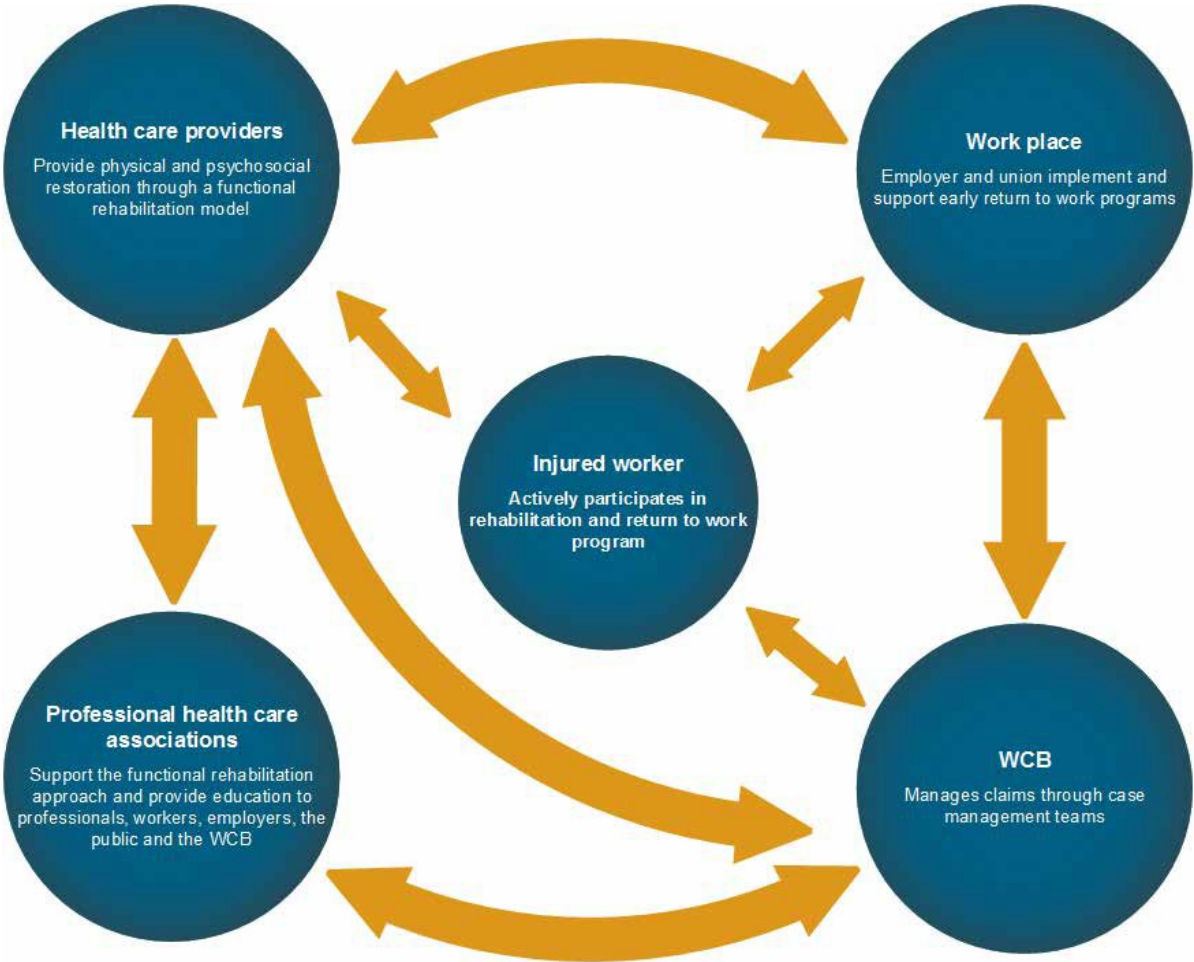 Health care providers
Provide physical and psychosocial
restoration through a functional
rehabilitation model
Work place
Employer and union implement and
support early return to work programs
Injured worker
Actively participates in
rehabilitation and return to work
program
Professional health care
associations
Support the functional rehabilitation
approach and provide education to
professionals, workers, employers, the
public and the WCB
WCB
Manages claims through case
management teams